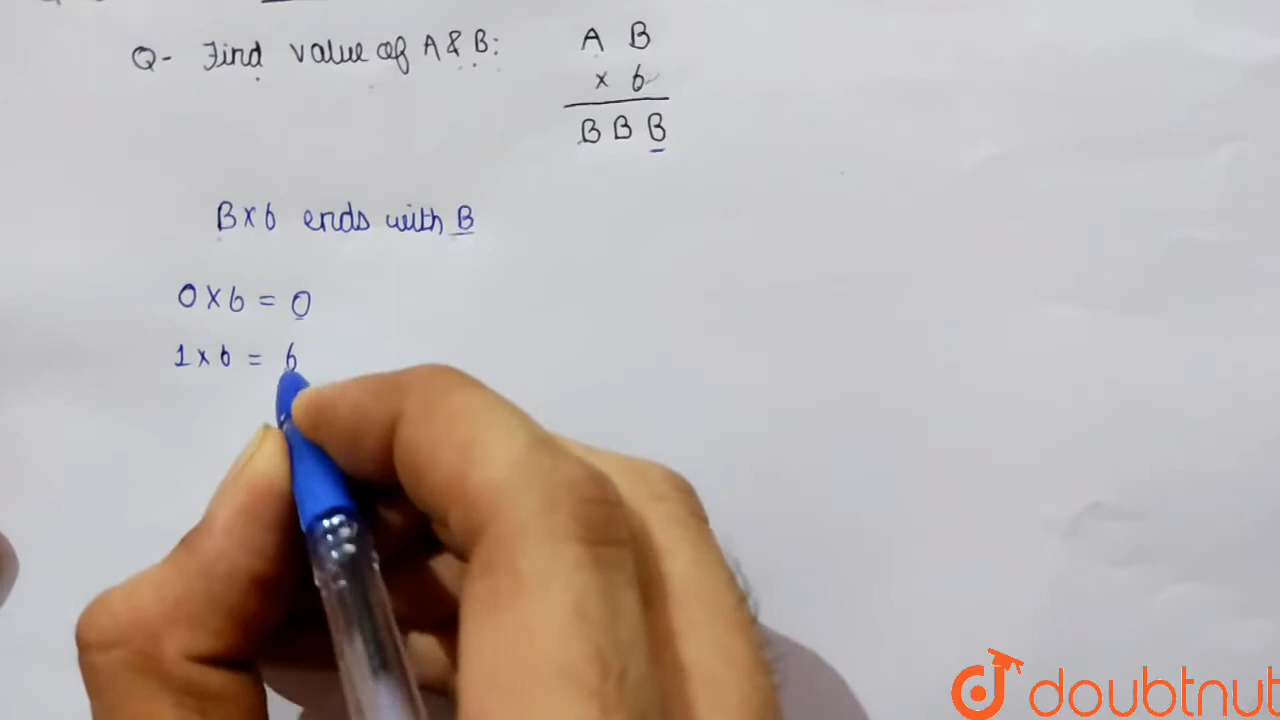 Q- Find value of A & B:
A B
× 6
B B B
B×6 ends with B
0×6 = 0
1×6 = 6
doubtnut